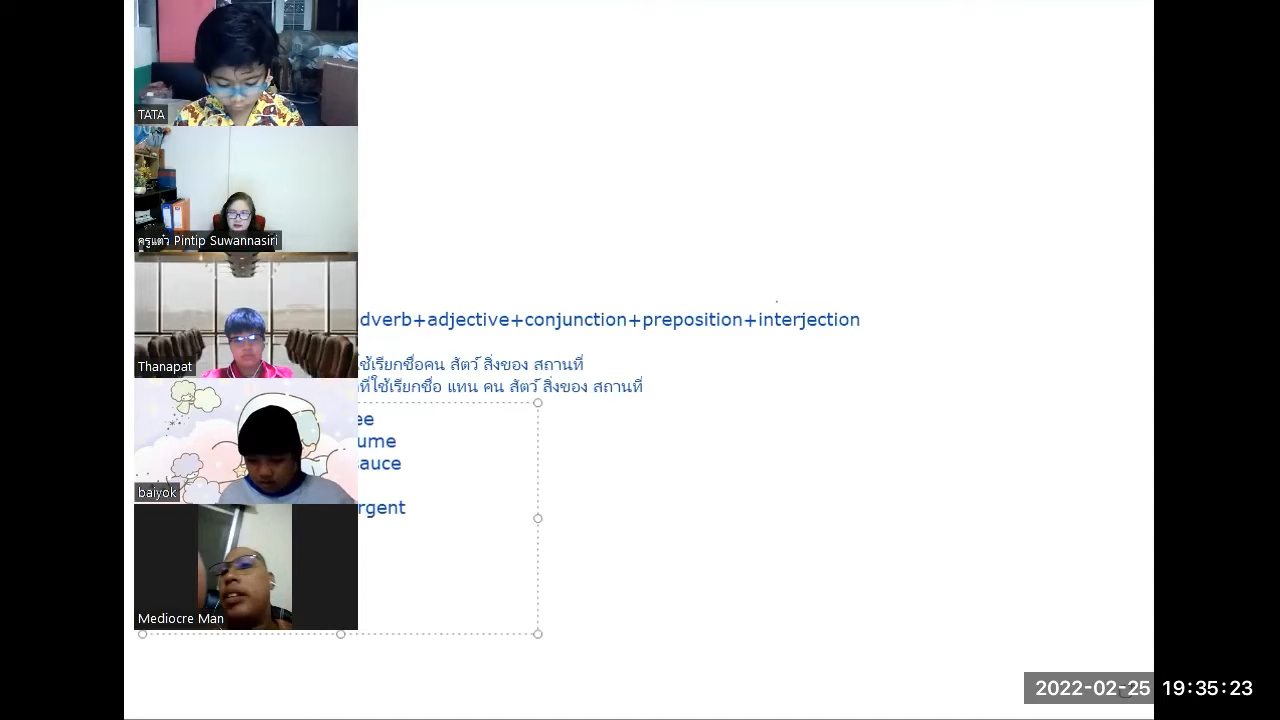 TATA
ครูแต๋ว Pintip Suwannasiri
Thanapat
baiyok
Mediocre Man
dverb+adjective+conjunction+preposition+interjection
ใช้เรียกชื่อคน สัตว์ สิ่งของ สถานที่
ที่ใช้เรียกชื่อ แทน คน สัตว์ สิ่งของ สถานที่
ee
ume
sauce
rgent
2022-02-25 19:35:23